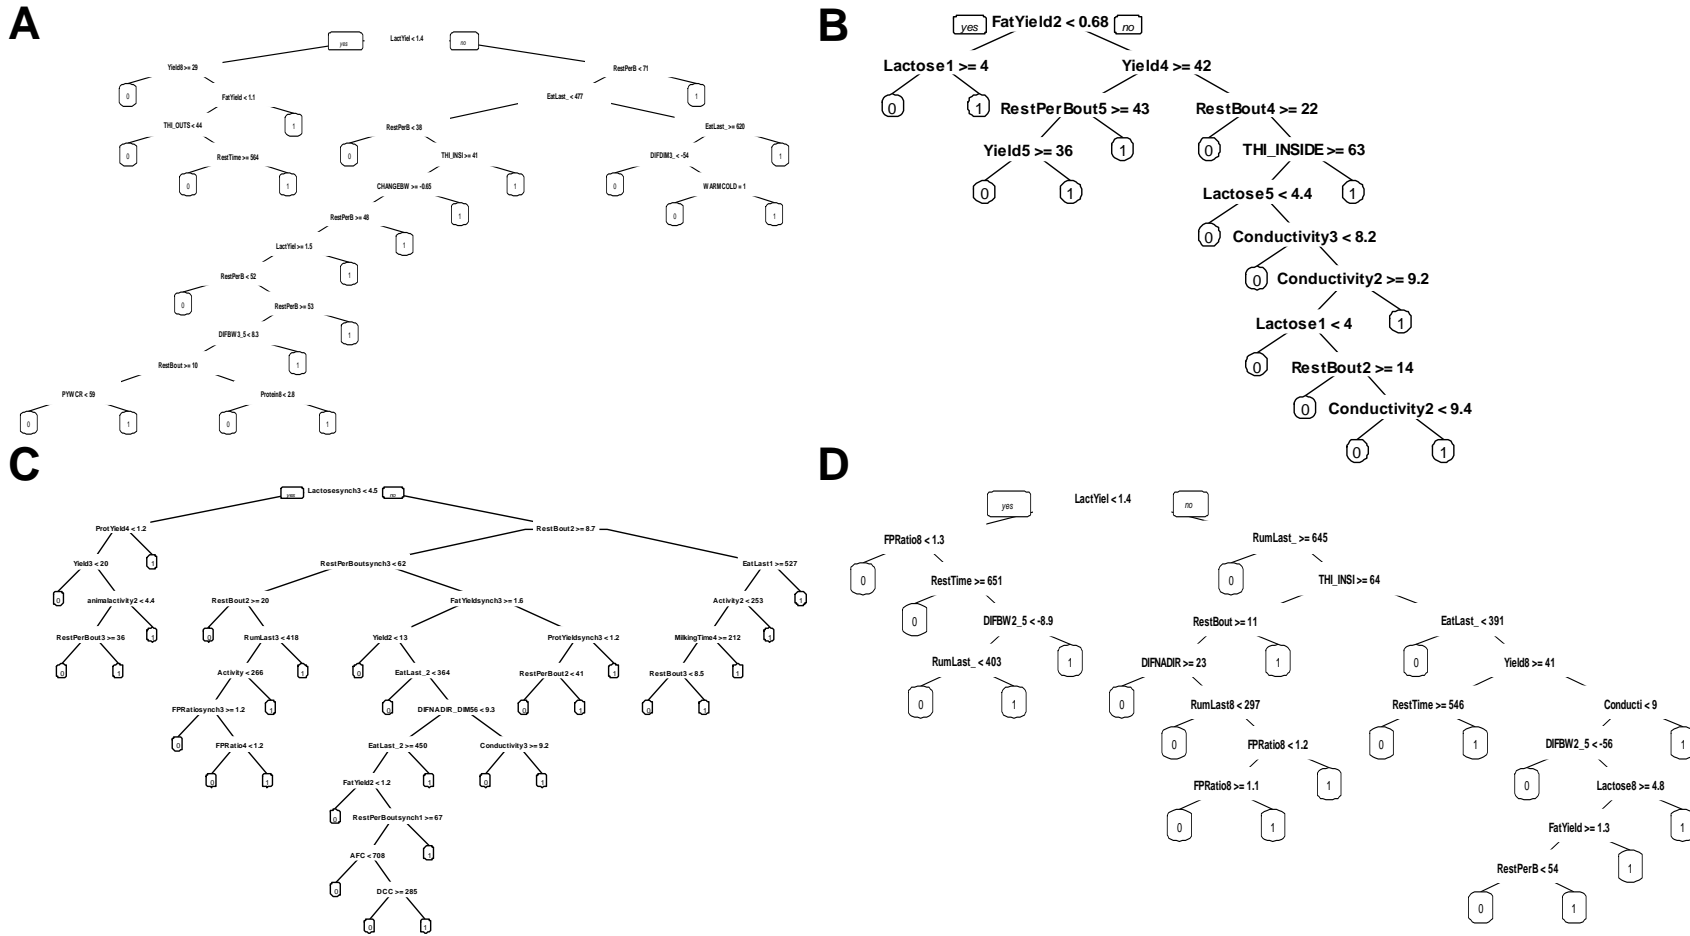 A
LactYiel < 1.4
yes
no
Yield8 >= 29
RestPerB < 71
0
FatYield < 1.1
EatLast_ < 477
1
THI_OUTS < 44
1
RestPerB < 38
EatLast_ >= 620
0
RestTime >= 564
0
THI_INSI >= 41
DIFDIM3_ < -54
1
0
1
CHANGEBW >= -0.65
1
0
WARMCOLD = 1
RestPerB >= 48
1
0
1
LactYiel >= 1.5
1
RestPerB < 52
1
0
RestPerB >= 53
DIFBW3_5 < 8.3
1
RestBout >= 10
1
PYWCR < 59
Protein8 < 2.8
0
1
0
1
B
yes
FatYield2 < 0.68
no
Lactose1 >= 4
Yield4 >= 42
0
1
RestPerBout5 >= 43
RestBout4 >= 22
Yield5 >= 36
1
0
THI_INSIDE >= 63
0
1
Lactose5 < 4.4
1
0
Conductivity3 < 8.2
0
Conductivity2 >= 9.2
Lactose1 < 4
1
0
RestBout2 >= 14
0
Conductivity2 < 9.4
0
1
C
yes
Lactosesynch3 < 4.5
no
ProtYield4 < 1.2
RestBout2 >= 8.7
Yield3 < 20
1
RestPerBoutsynch3 < 62
EatLast1 >= 527
0
animalactivity2 < 4.4
RestBout2 >= 20
FatYieldsynch3 >= 1.6
Activity2 < 253
1
RestPerBout3 >= 36
1
0
RumLast3 < 418
Yield2 < 13
ProtYieldsynch3 < 1.2
MilkingTime4 >= 212
1
0
1
Activity < 266
1
0
EatLast_2 < 364
RestPerBout2 < 41
1
RestBout3 < 8.5
1
FPRatiosynch3 >= 1.2
1
0
DIFNADIR_DIM56 < 9.3
0
1
0
1
0
FPRatio4 < 1.2
EatLast_2 >= 450
Conductivity3 >= 9.2
0
1
FatYield2 < 1.2
1
0
1
0
RestPerBoutsynch1 >= 67
AFC < 708
1
0
DCC >= 285
0
1
D
yes
LactYiel < 1.4
no
FPRatio8 < 1.3
RumLast_ >= 645
0
RestTime >= 651
0
THI_INSI >= 64
0
DIFBW2_5 < -8.9
RestBout >= 11
EatLast_ < 391
RumLast_ < 403
1
DIFNADIR >= 23
1
0
Yield8 >= 41
0
1
0
RumLast8 < 297
RestTime >= 546
Conducti < 9
0
FPRatio8 < 1.2
0
1
DIFBW2_5 < -56
1
FPRatio8 >= 1.1
1
0
Lactose8 >= 4.8
0
1
FatYield >= 1.3
1
RestPerB < 54
1
0
1